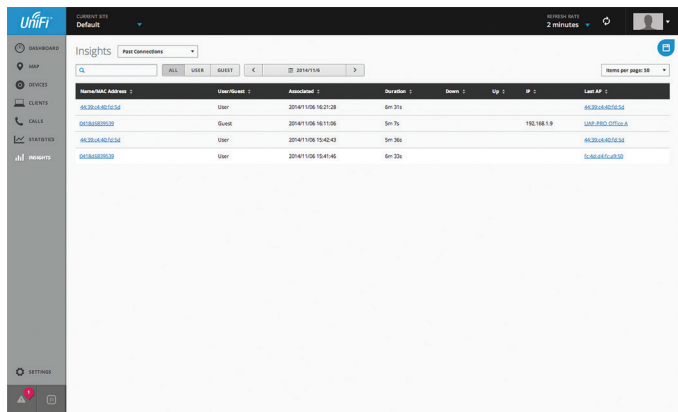 UniFi
CURRENT SITE
Default
REFRESH RATE
2 minutes
DASHBOARD
MAP
DEVICES
CLIENTS
CALLS
STATISTICS
INSIGHTS
SETTINGS
Insights Past Connections
ALL USER GUEST < 2014/11/6 >
Items per page: 50
Name/MAC Address User/Guest Associated Duration Down Up IP Last AP
44:39:c4:40:fd:5d User 2014/11/06 16:21:28 6m 31s 44:39:c4:40:fd:5d
0418d6839539 Guest 2014/11/06 16:11:06 5m 7s 192.168.1.9 UAP-PRO Office A
44:39:c4:40:fd:5d User 2014/11/06 15:42:43 5m 36s 44:39:c4:40:fd:5d
0418d6839539 User 2014/11/06 15:41:46 6m 33s